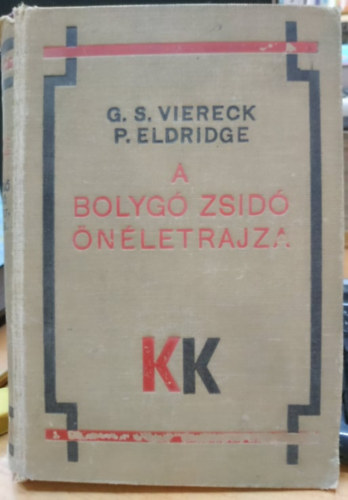 G. S. VIERECK
P. ELDRIDGE
A
BOLYGÓ ZSIDÓ
ÖNÉLETRAJZA
KK